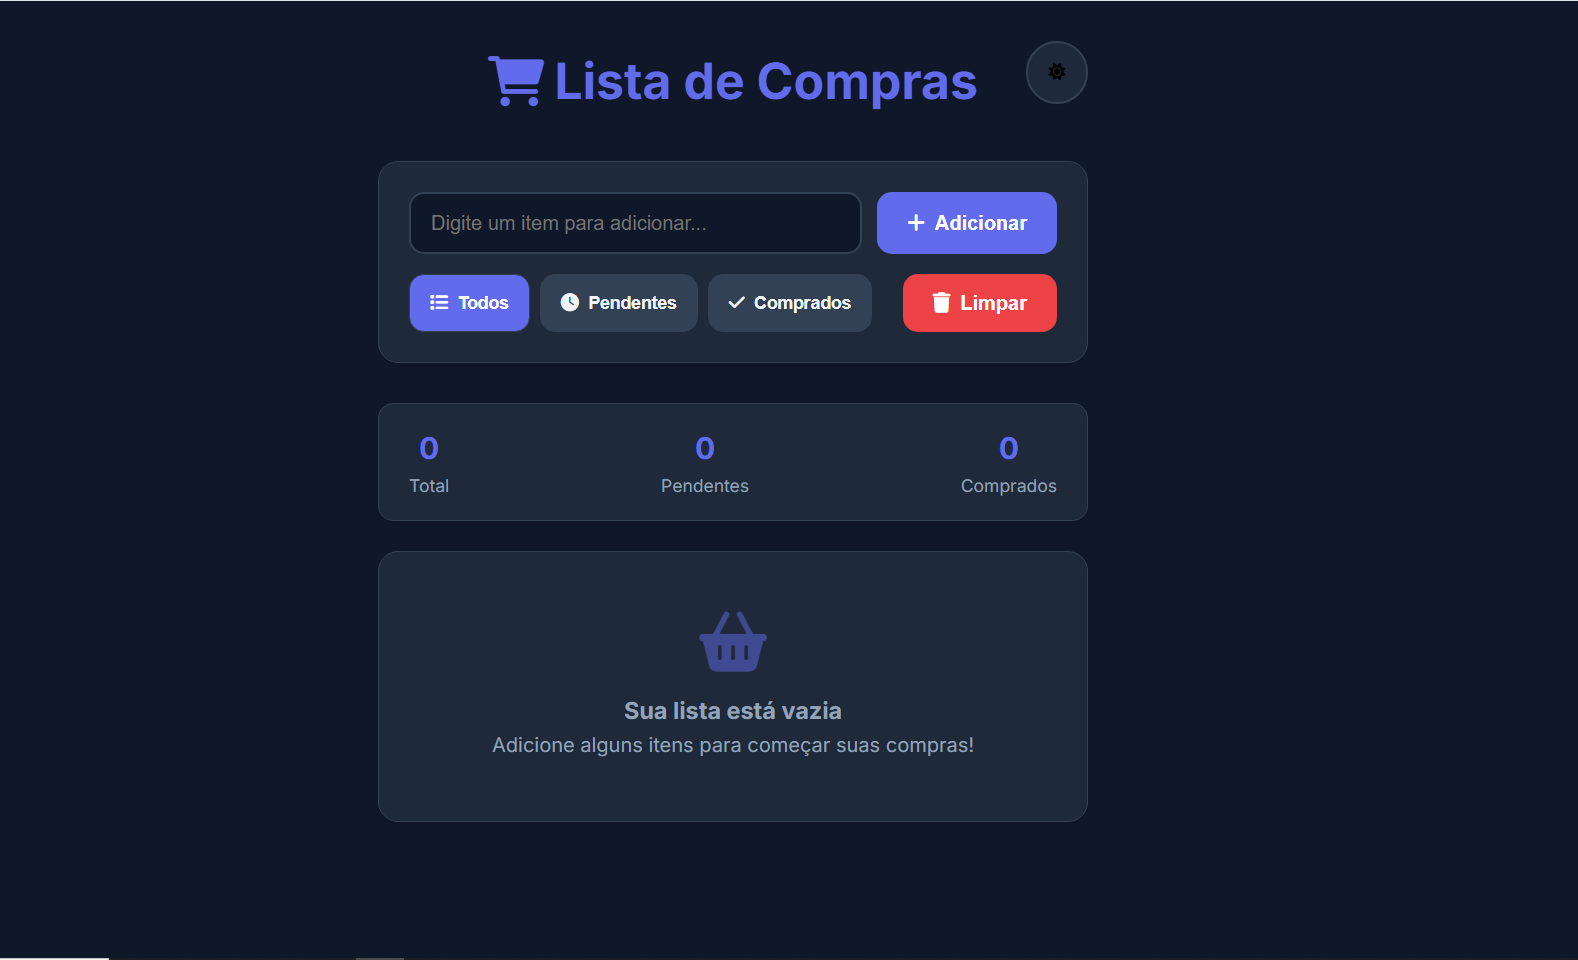 Lista de Compras
Digite um item para adicionar...
Adicionar
Todos
Pendentes
Comprados
Limpar
0
Total
0
Pendentes
0
Comprados
Sua lista está vazia
Adicione alguns itens para começar suas compras!